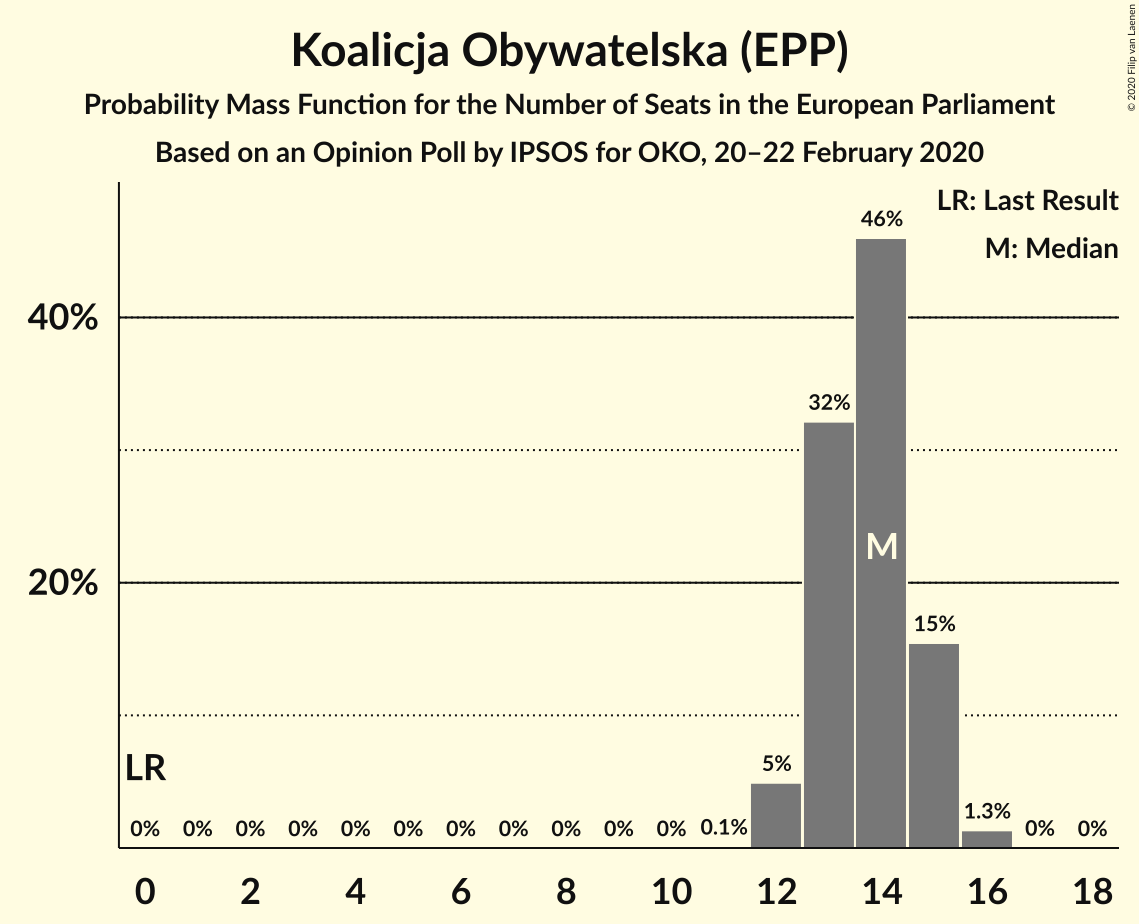 Koalicja Obywatelska (EPP)
Probability Mass Function for the Number of Seats in the European Parliament
Based on an Opinion Poll by IPSOS for OKO, 20–22 February 2020
© 2020 Filip van Laenen
LR: Last Result
M: Median
40%
20%
46%
32%
M
15%
LR
5%
1.3%
0% 0% 0% 0% 0% 0% 0% 0% 0% 0% 0% 0.1% 0% 0%
0 2 4 6 8 10 12 14 16 18